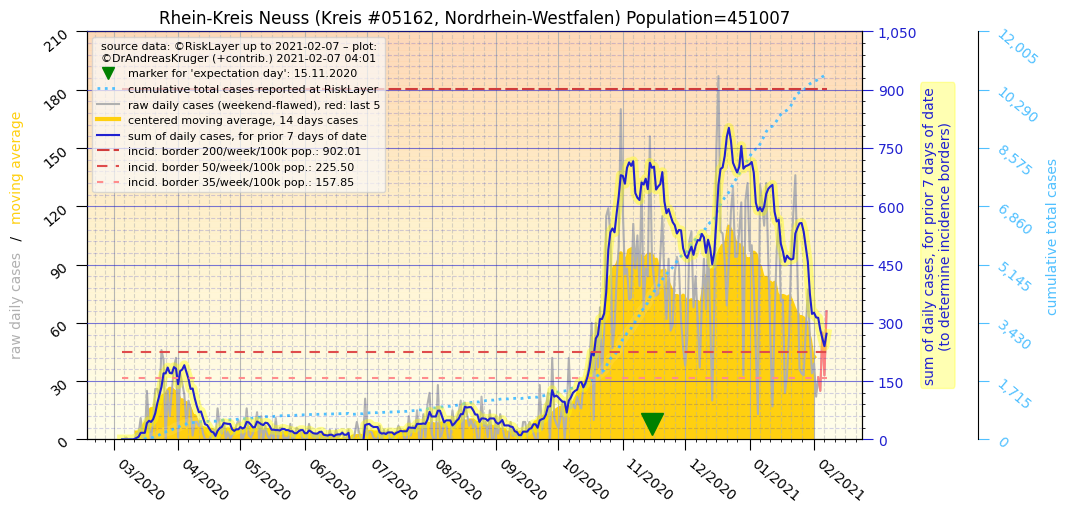 Rhein-Kreis Neuss (Kreis #05162, Nordrhein-Westfalen) Population=451007
source data: ©RiskLayer up to 2021-02-07 – plot:
©DrAndreasKruger (+contrib.) 2021-02-07 04:01
marker for 'expectation day': 15.11.2020
cumulative total cases reported at RiskLayer
raw daily cases (weekend-flawed), red: last 5
centered moving average, 14 days cases
sum of daily cases, for prior 7 days of date
incid. border 200/week/100k pop.: 902.01
incid. border 50/week/100k pop.: 225.50
incid. border 35/week/100k pop.: 157.85
raw daily cases / moving average
210
180
150
120
90
60
30
0
1,050
900
750
600
450
300
150
0
sum of daily cases, for prior 7 days of date
(to determine incidence borders)
12,005
10,290
8,575
6,860
5,145
3,430
1,715
0
cumulative total cases
03/2020
04/2020
05/2020
06/2020
07/2020
08/2020
09/2020
10/2020
11/2020
12/2020
01/2021
02/2021